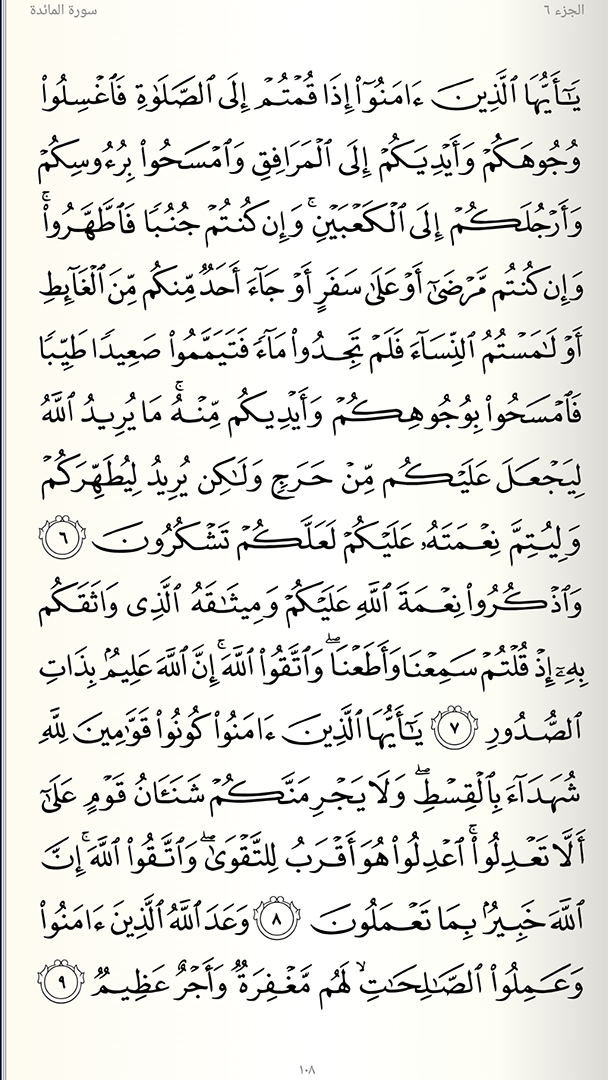 الجزء ٦
سورة المائدة
يَـٰٓأَيُّهَا ٱلَّذِينَ ءَامَنُوٓا۟ إِذَا قُمْتُمْ إِلَى ٱلصَّلَوٰةِ فَٱغْسِلُوا۟
وُجُوهَكُمْ وَأَيْدِيَكُمْ إِلَى ٱلْمَرَافِقِ وَٱمْسَحُوا۟ بِرُءُوسِكُمْ
وَأَرْجُلَكُمْ إِلَى ٱلْكَعْبَيْنِ ۚ وَإِن كُنتُمْ جُنُبًا فَٱطَّهَّرُوا۟ ۚ
وَإِن كُنتُم مَّرْضَىٰٓ أَوْ عَلَىٰ سَفَرٍ أَوْ جَآءَ أَحَدٌ مِّنكُم مِّنَ ٱلْغَآئِطِ
أَوْ لَـٰمَسْتُمُ ٱلنِّسَآءَ فَلَمْ تَجِدُوا۟ مَآءً فَتَيَمَّمُوا۟ صَعِيدًا طَيِّبًا
فَٱمْسَحُوا۟ بِوُجُوهِكُمْ وَأَيْدِيكُم مِّنْهُ ۚ مَا يُرِيدُ ٱللَّهُ
لِيَجْعَلَ عَلَيْكُم مِّنْ حَرَجٍ وَلَـٰكِن يُرِيدُ لِيُطَهِّرَكُمْ
وَلِيُتِمَّ نِعْمَتَهُۥ عَلَيْكُمْ لَعَلَّكُمْ تَشْكُرُونَ ٦
وَٱذْكُرُوا۟ نِعْمَةَ ٱللَّهِ عَلَيْكُمْ وَمِيثَـٰقَهُ ٱلَّذِى وَاثَقَكُم
بِهِۦٓ إِذْ قُلْتُمْ سَمِعْنَا وَأَطَعْنَا ۖ وَٱتَّقُوا۟ ٱللَّهَ ۚ إِنَّ ٱللَّهَ عَلِيمٌۢ بِذَاتِ
ٱلصُّدُورِ ٧ يَـٰٓأَيُّهَا ٱلَّذِينَ ءَامَنُوا۟ كُونُوا۟ قَوَّٰمِينَ لِلَّهِ
شُهَدَآءَ بِٱلْقِسْطِ ۖ وَلَا يَجْرِمَنَّكُمْ شَنَـَٔانُ قَوْمٍ عَلَىٰٓ
أَلَّا تَعْدِلُوا۟ ۚ ٱعْدِلُوا۟ هُوَ أَقْرَبُ لِلتَّقْوَىٰ ۖ وَٱتَّقُوا۟ ٱللَّهَ ۚ إِنَّ
ٱللَّهَ خَبِيرٌۢ بِمَا تَعْمَلُونَ ٨ وَعَدَ ٱللَّهُ ٱلَّذِينَ ءَامَنُوا۟
وَعَمِلُوا۟ ٱلصَّـٰلِحَـٰتِ ۙ لَهُم مَّغْفِرَةٌ وَأَجْرٌ عَظِيمٌ ٩
١٠٨